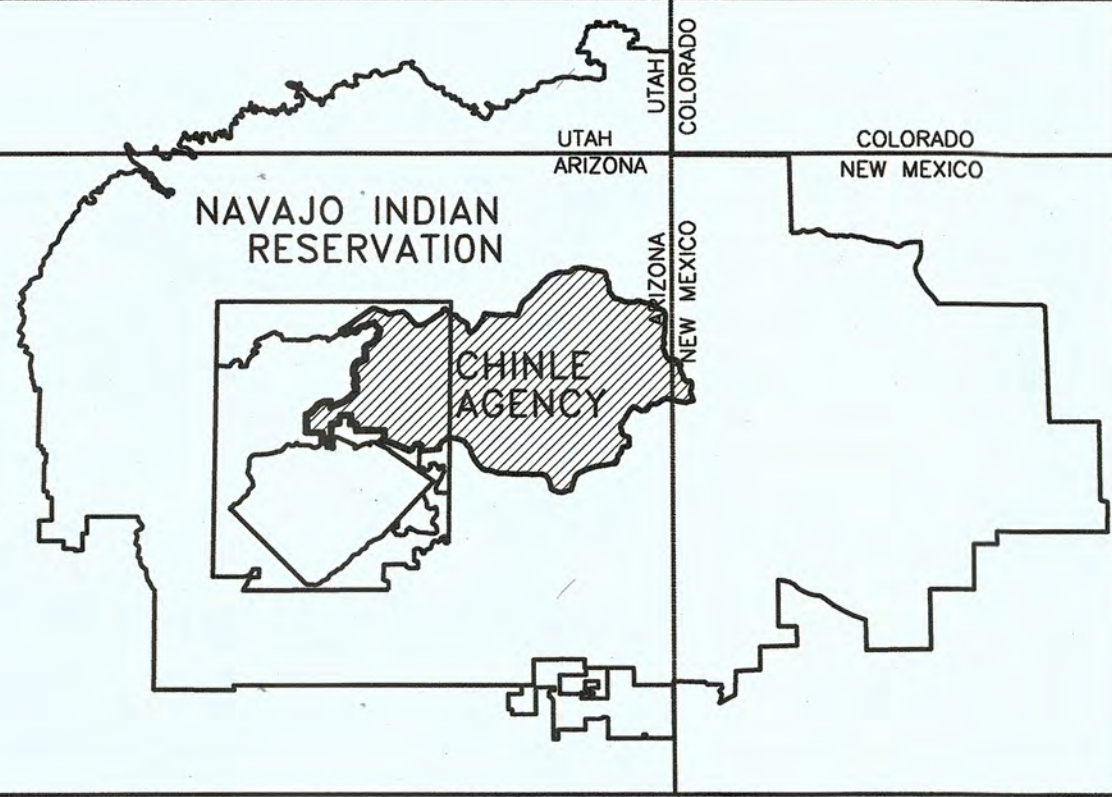 UTAH
COLORADO
UTAH
ARIZONA
COLORADO
NEW MEXICO
NAVAJO INDIAN
RESERVATION
ARIZONA
NEW MEXICO
CHINLE
AGENCY